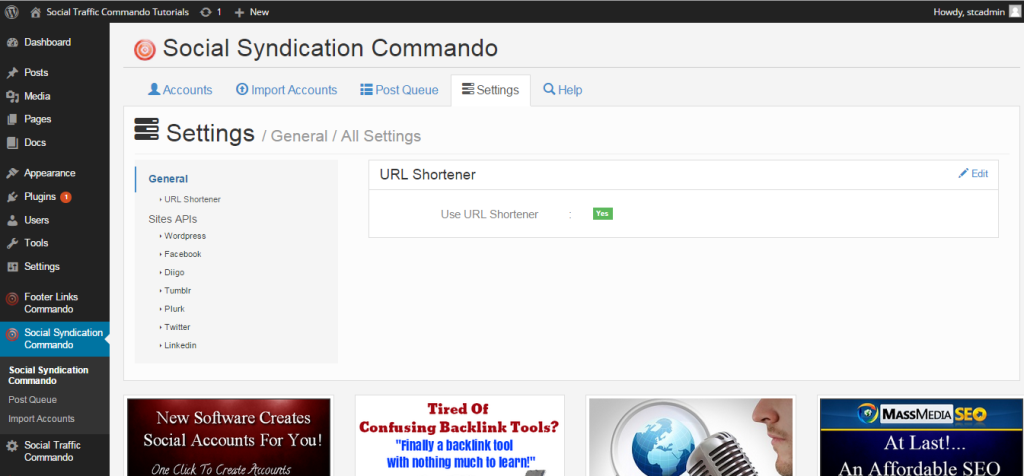 Social Traffic Commando Tutorials 1 New Howdy, stcadmin
Dashboard
Posts
Media
Pages
Docs
Appearance
Plugins 1
Users
Tools
Settings
Footer Links
Commando
Social Syndication
Commando
Social Syndication
Commando
Post Queue
Import Accounts
Social Traffic
Commando
Social Syndication Commando
Accounts Import Accounts Post Queue Settings Help
Settings / General / All Settings
General
URL Shortener
Sites APIs
Wordpress
Facebook
Diigo
Tumblr
Plurk
Twitter
Linkedin
URL Shortener Edit
Use URL Shortener : Yes
New Software Creates
Social Accounts For You!
One Click To Create Accounts
Tired Of
Confusing Backlink Tools?
"Finally a backlink tool
with nothing much to learn!"
MASSMEDIA SEO
At Last!...
An Affordable SEO